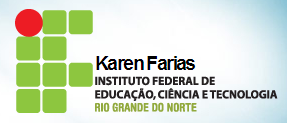 Karen Farias
INSTITUTO FEDERAL DE
EDUCAÇÃO, CIÊNCIA E TECNOLOGIA
RIO GRANDE DO NORTE